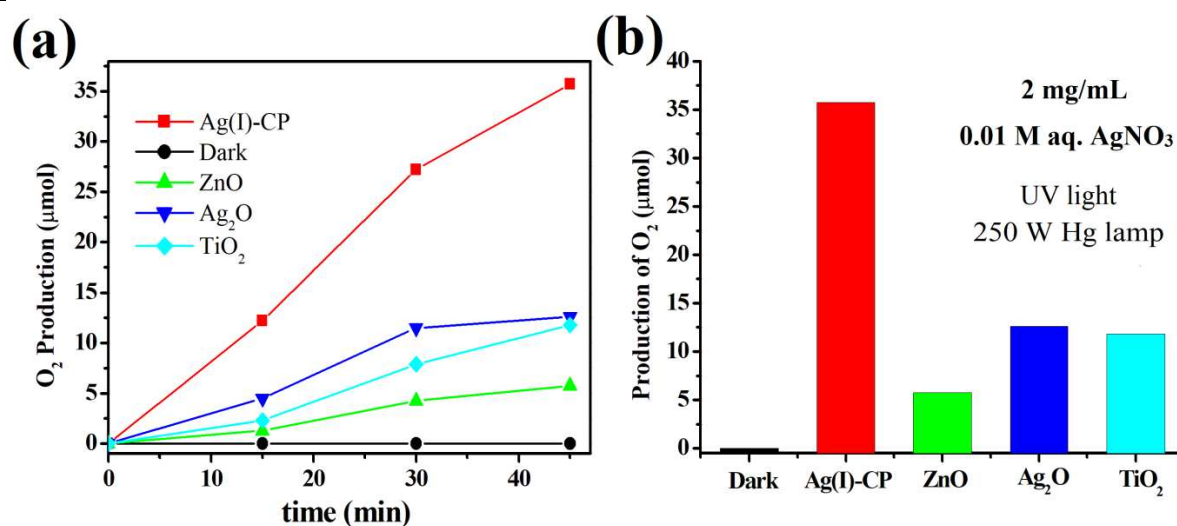 (a)
O₂ Production (μmol)
35
30
25
20
15
10
5
0
Ag(I)-CP
Dark
ZnO
Ag₂O
TiO₂
0
10
20
30
40
time (min)
(b)
Production of O₂ (μmol)
40
35
30
25
20
15
10
5
0
2 mg/mL
0.01 M aq. AgNO₃
UV light
250 W Hg lamp
Dark
Ag(I)-CP
ZnO
Ag₂O
TiO₂